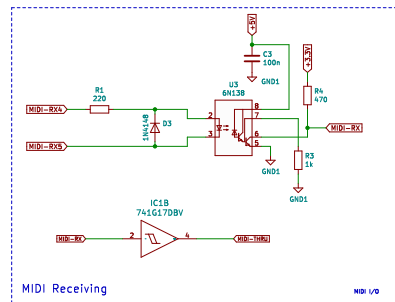 +5V
+3.3V
C3
100n
GND1
U3
6N138
R1
220
R4
470
MIDI-RX4
1N4148
D3
2
3
8
7
6
5
MIDI-RX
MIDI-RX5
R3
1k
GND1
GND1
IC1B
741G17DBV
MIDI-RX
2
4
MIDI-THRU
MIDI Receiving
MIDI I/O